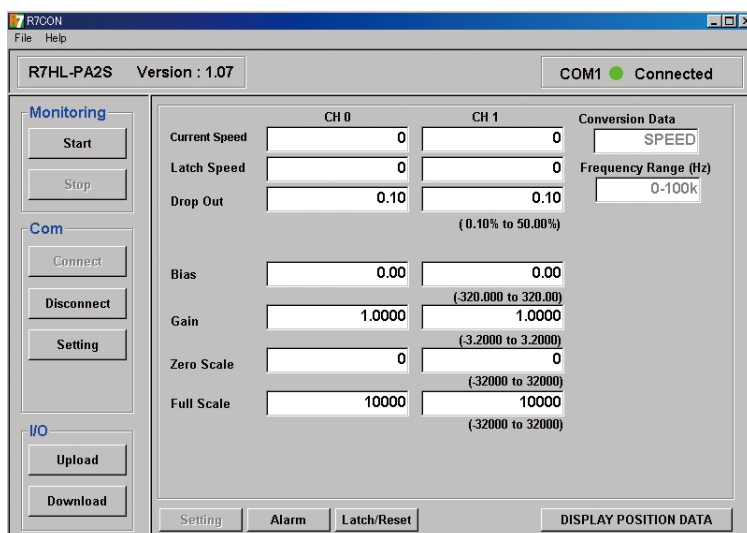 R7 R7CON
File Help
R7HL-PA2S Version : 1.07
COM1 Connected
Monitoring
Start
Stop
Com
Connect
Disconnect
Setting
I/O
Upload
Download
CH 0 CH 1
Current Speed 0 0
Latch Speed 0 0
Drop Out 0.10 0.10
( 0.10% to 50.00%)
Bias 0.00 0.00
(-320.000 to 320.00)
Gain 1.0000 1.0000
(-3.2000 to 3.2000)
Zero Scale 0 0
(-32000 to 32000)
Full Scale 10000 10000
(-32000 to 32000)
Conversion Data
SPEED
Frequency Range (Hz)
0-100k
Setting Alarm Latch/Reset DISPLAY POSITION DATA